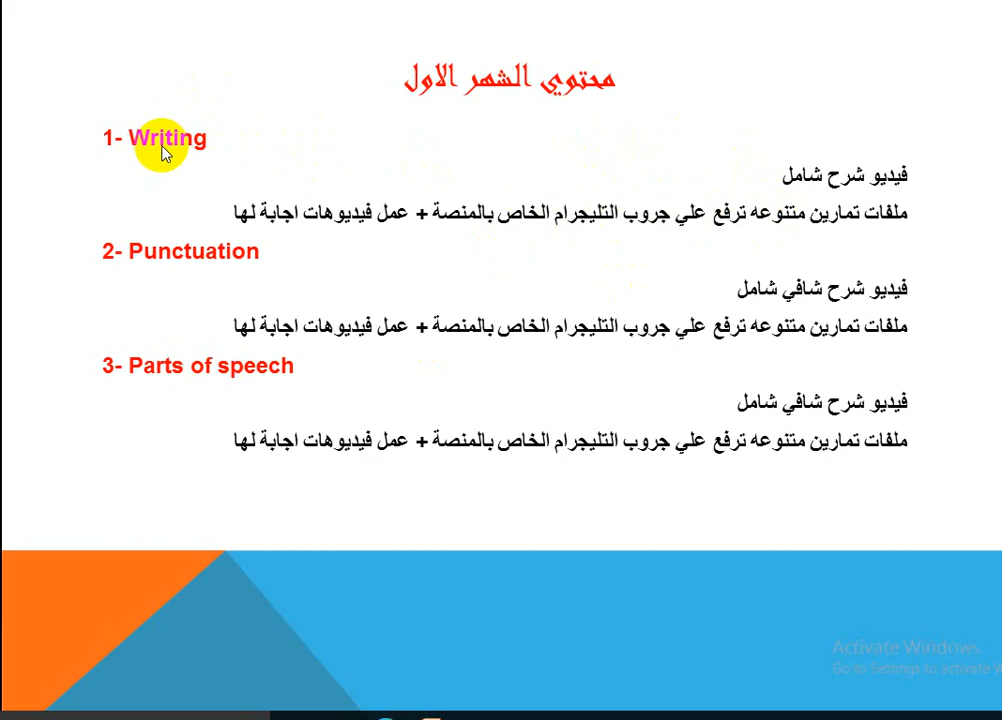 محتوي الشهر الاول
1- Writing
فيديو شرح شامل
ملفات تمارين متنوعه ترفع علي جروب التليجرام الخاص بالمنصة + عمل فيديوهات اجابة لها
2- Punctuation
فيديو شرح شافي شامل
ملفات تمارين متنوعه ترفع علي جروب التليجرام الخاص بالمنصة + عمل فيديوهات اجابة لها
3- Parts of speech
فيديو شرح شافي شامل
ملفات تمارين متنوعه ترفع علي جروب التليجرام الخاص بالمنصة + عمل فيديوهات اجابة لها
Activate Windows
Go to Settings to activate W